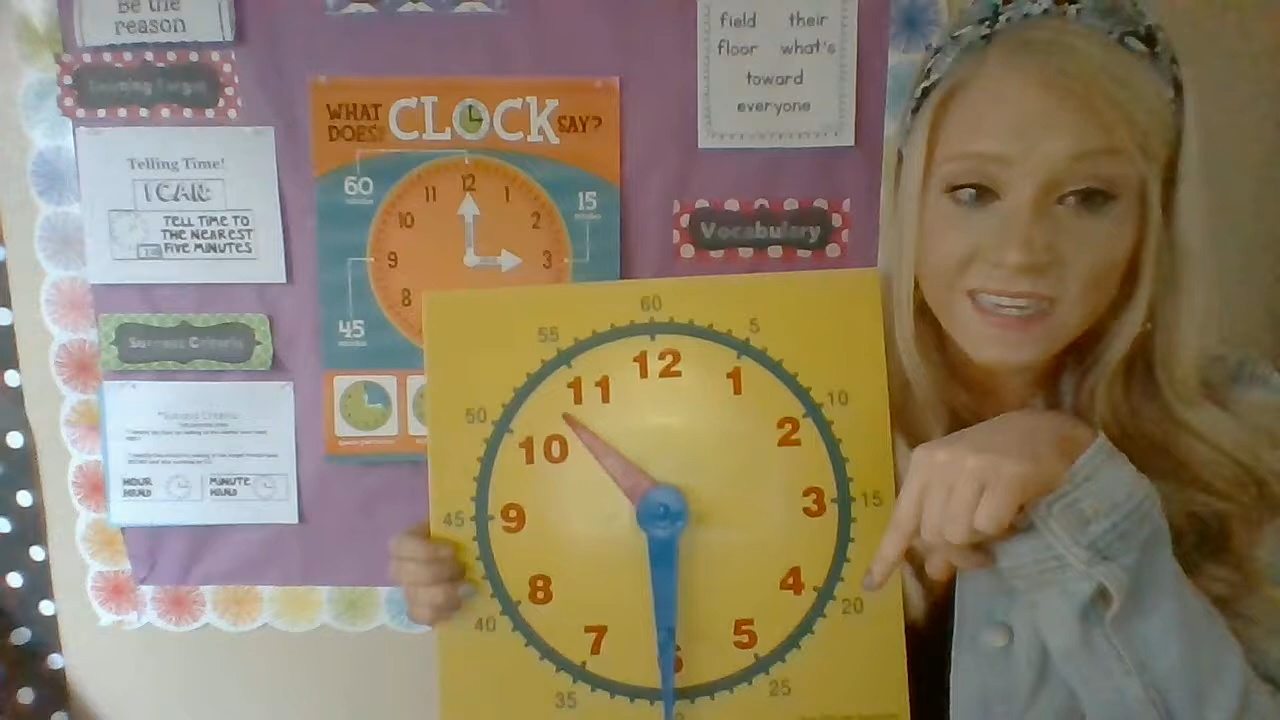 Be the
reason
field their
floor what's
toward
everyone
WHAT
DOES
CLOCK
SAY?
Telling Time!
I CAN:
TELL TIME TO
THE NEAREST
FIVE MINUTES
60
15
45
12
1
2
3
8
9
10
11
Vocabulary
Success Criteria
HOUR
HAND
MINUTE
HAND
60
5
10
15
20
25
35
40
45
50
55
12
1
2
3
4
5
6
7
8
9
10
11